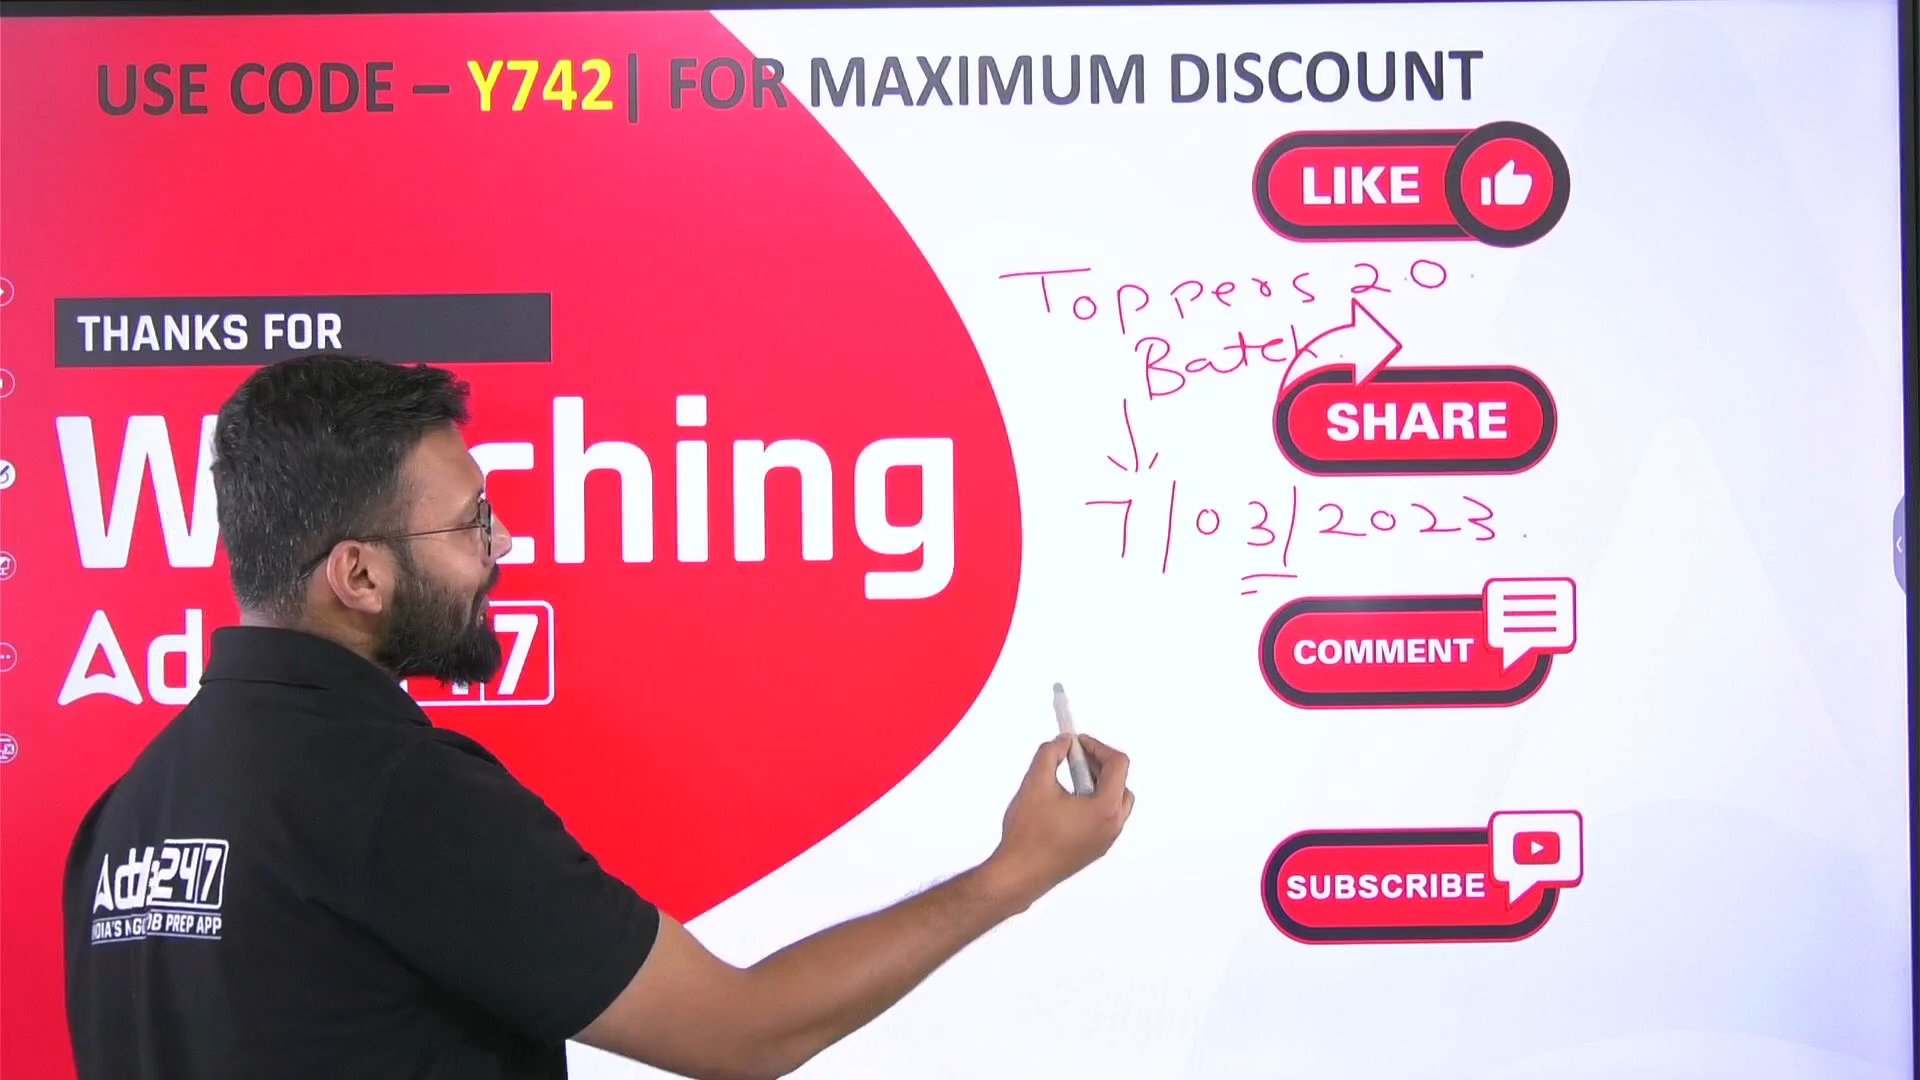 USE CODE – Y742| FOR MAXIMUM DISCOUNT
LIKE
Toppers 2.0
Batch
THANKS FOR
SHARE
7/03/2023
COMMENT
7
SUBSCRIBE
Adda247
PREP APP